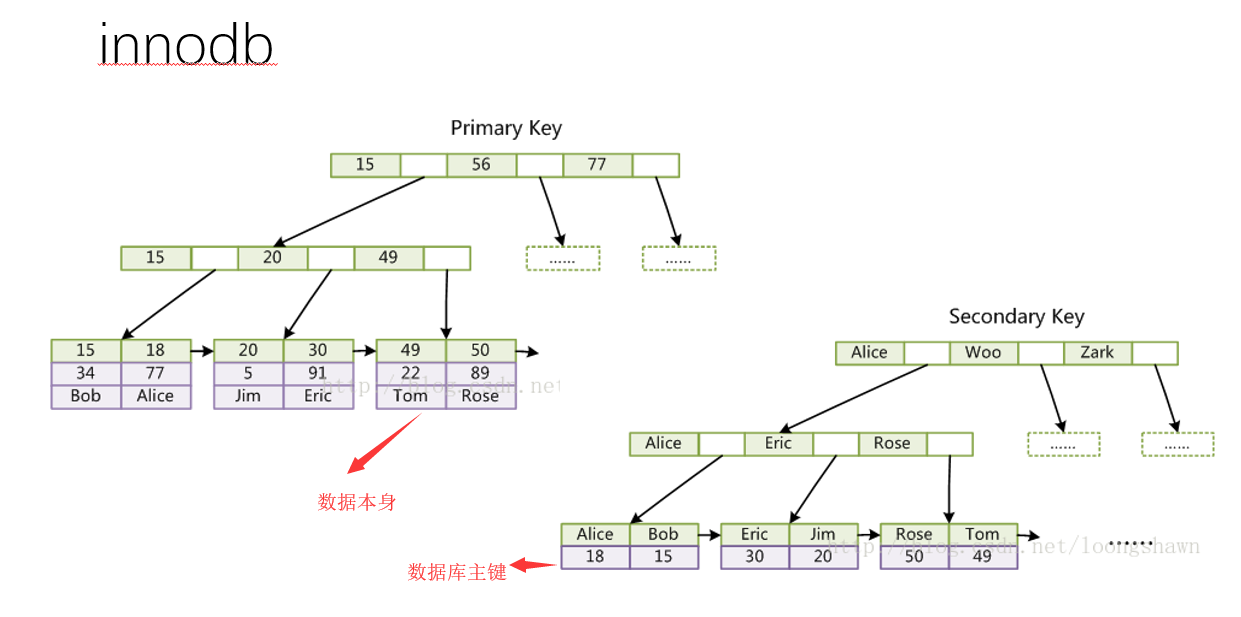 innodb
Primary Key
15 56 77
15 20 49
...... ......
15 18 20 30 49 50
34 77 5 91 22 89
http://blog.csdn.net
Bob Alice Jim Eric Tom Rose
数据本身
Secondary Key
Alice Woo Zark
Alice Eric Rose
...... ......
Alice Bob Eric Jim Rose Tom
18 15 30 20 50 49
......
http://blog.csdn.net/loongshawn
数据库主键